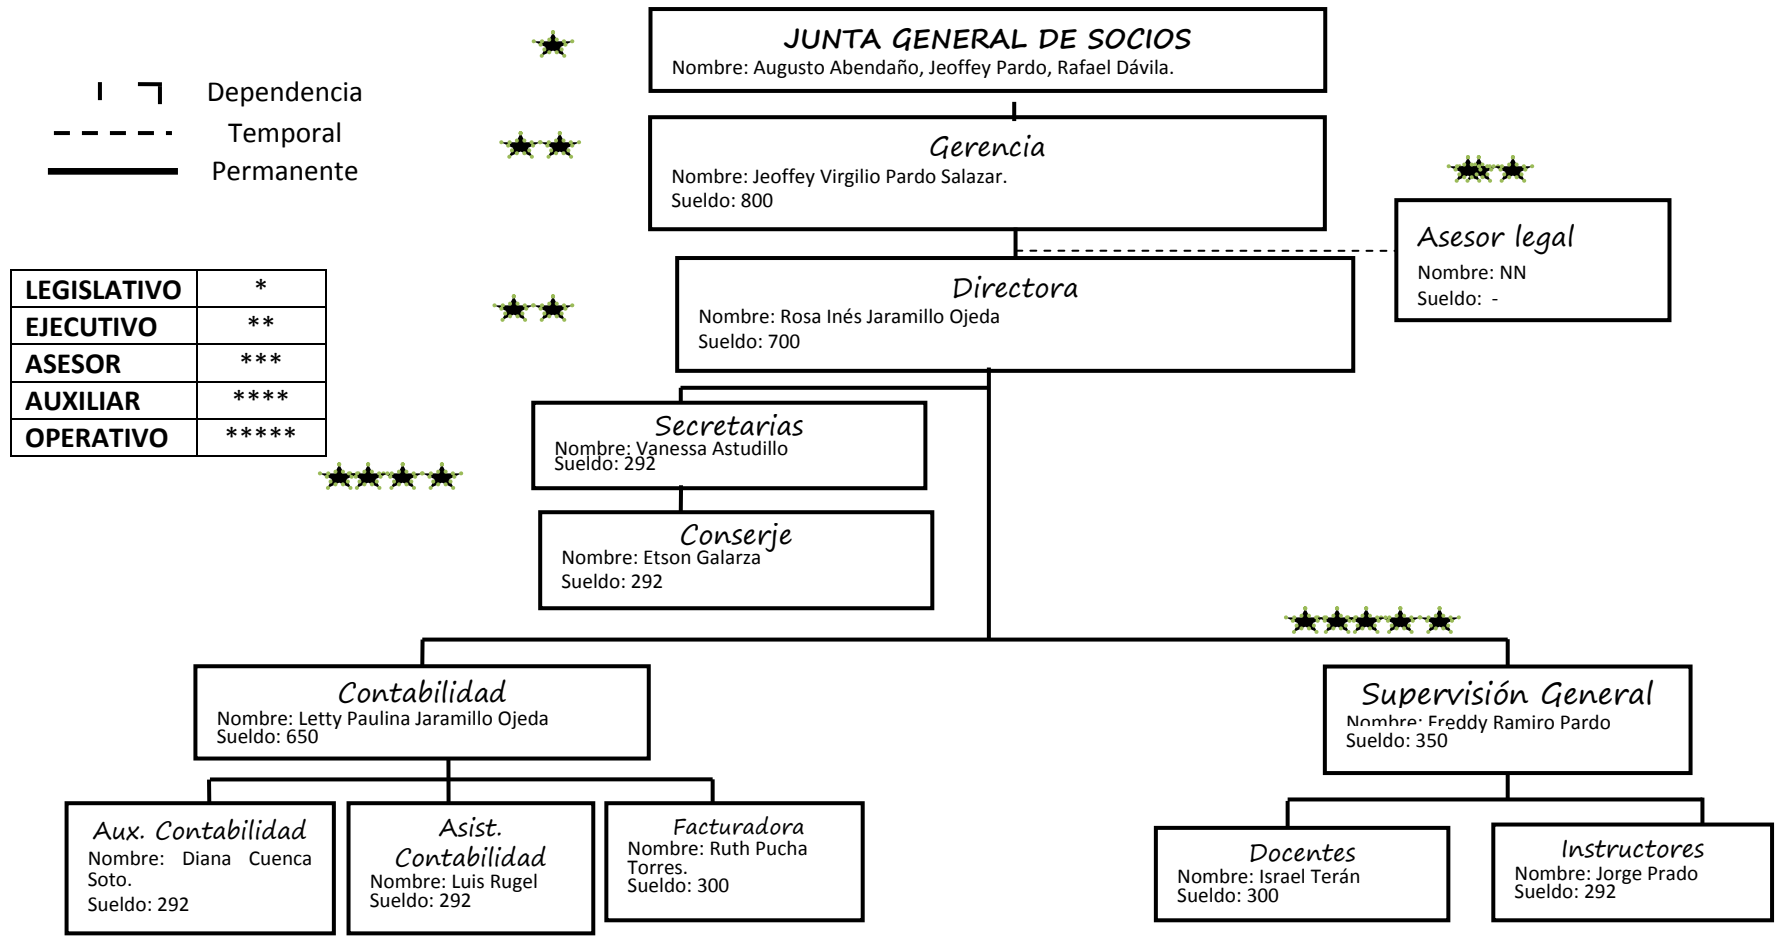 JUNTA GENERAL DE SOCIOS
Nombre: Augusto Abendaño, Jeoffey Pardo, Rafael Dávila.
Dependencia
Temporal
Permanente
Gerencia
Nombre: Jeoffey Virgilio Pardo Salazar.
Sueldo: 800
Asesor legal
Nombre: NN
Sueldo: -
LEGISLATIVO *
EJECUTIVO **
ASESOR ***
AUXILIAR ****
OPERATIVO *****
Directora
Nombre: Rosa Inés Jaramillo Ojeda
Sueldo: 700
Secretarias
Nombre: Vanessa Astudillo
Sueldo: 292
Conserje
Nombre: Etson Galarza
Sueldo: 292
Contabilidad
Nombre: Letty Paulina Jaramillo Ojeda
Sueldo: 650
Supervisión General
Nombre: Freddy Ramiro Pardo
Sueldo: 350
Aux. Contabilidad
Nombre: Diana Cuenca
Soto.
Sueldo: 292
Asist.
Contabilidad
Nombre: Luis Rugel
Sueldo: 292
Facturadora
Nombre: Ruth Pucha
Torres.
Sueldo: 300
Docentes
Nombre: Israel Terán
Sueldo: 300
Instructores
Nombre: Jorge Prado
Sueldo: 292